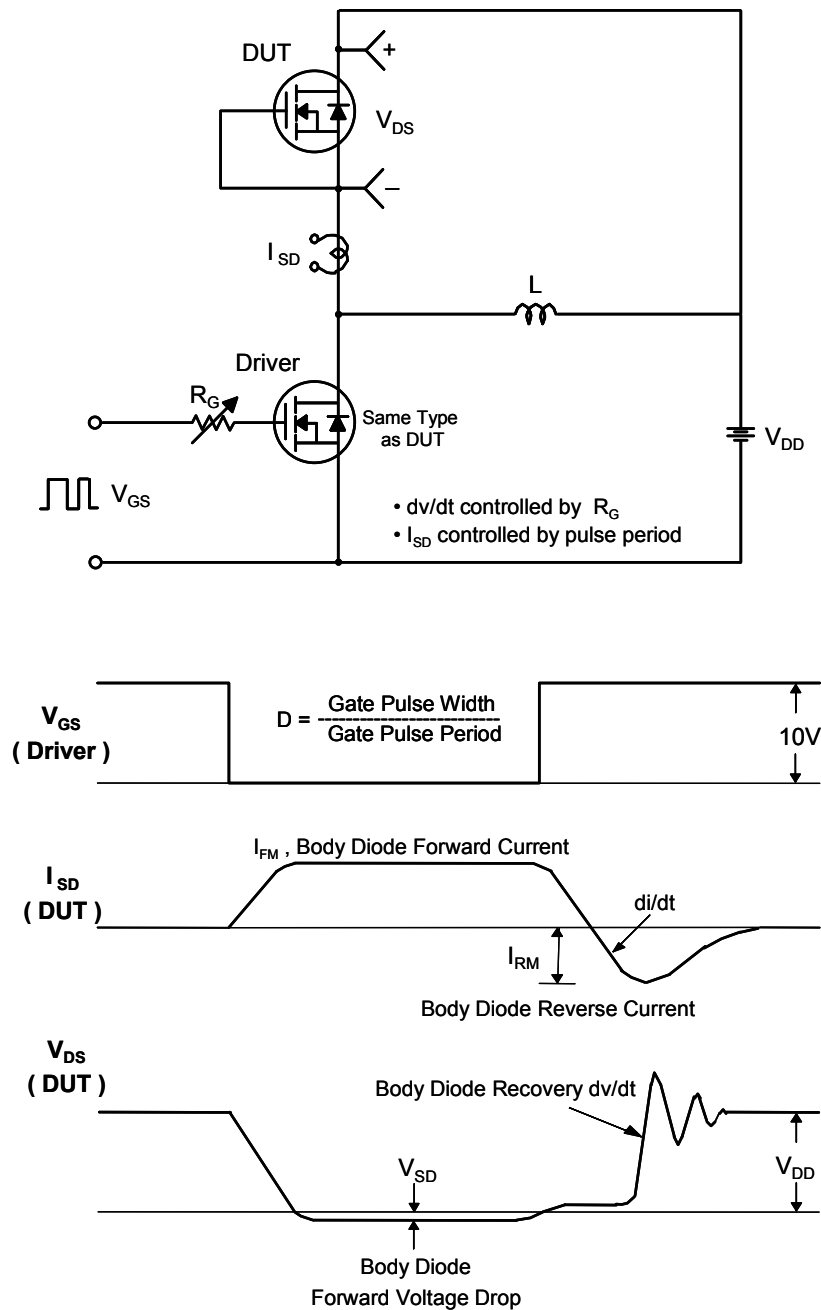 DUT
+
V_DS
–
I_SD
L
Driver
R_G
Same Type
as DUT
V_DD
V_GS
• dv/dt controlled by R_G
• I_SD controlled by pulse period
V_GS
( Driver )
D = Gate Pulse Width
Gate Pulse Period
10V
I_FM , Body Diode Forward Current
I_SD
( DUT )
di/dt
I_RM
Body Diode Reverse Current
V_DS
( DUT )
Body Diode Recovery dv/dt
V_SD
V_DD
Body Diode
Forward Voltage Drop